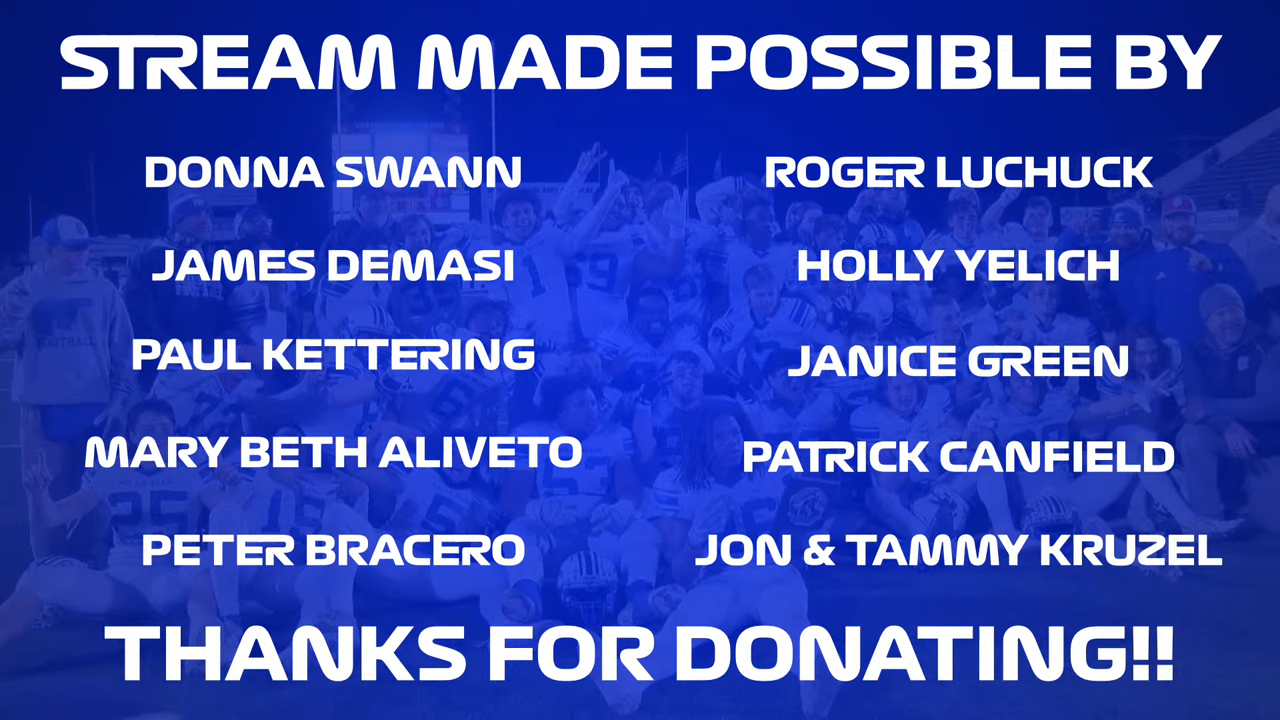 STREAM MADE POSSIBLE BY
DONNA SWANN
ROGER LUCHUCK
JAMES DEMASI
HOLLY YELICH
PAUL KETTERING
JANICE GREEN
MARY BETH ALIVETO
PATRICK CANFIELD
PETER BRACERO
JON & TAMMY KRUZEL
THANKS FOR DONATING!!